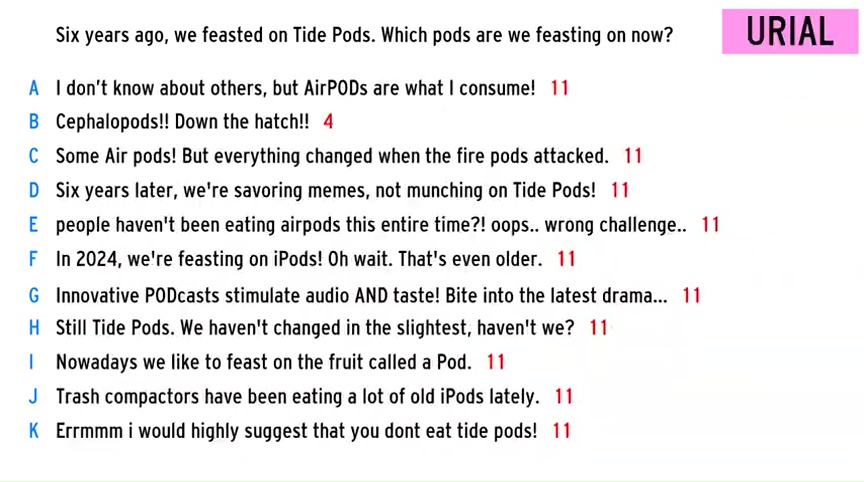 Six years ago, we feasted on Tide Pods. Which pods are we feasting on now?
URIAL
A I don't know about others, but AirPODs are what I consume! 11
B Cephalopods!! Down the hatch!! 4
C Some Air pods! But everything changed when the fire pods attacked. 11
D Six years later, we're savoring memes, not munching on Tide Pods! 11
E people haven't been eating airpods this entire time?! oops.. wrong challenge.. 11
F In 2024, we're feasting on iPods! Oh wait. That's even older. 11
G Innovative PODcasts stimulate audio AND taste! Bite into the latest drama... 11
H Still Tide Pods. We haven't changed in the slightest, haven't we? 11
I Nowadays we like to feast on the fruit called a Pod. 11
J Trash compactors have been eating a lot of old iPods lately. 11
K Errmmm i would highly suggest that you dont eat tide pods! 11